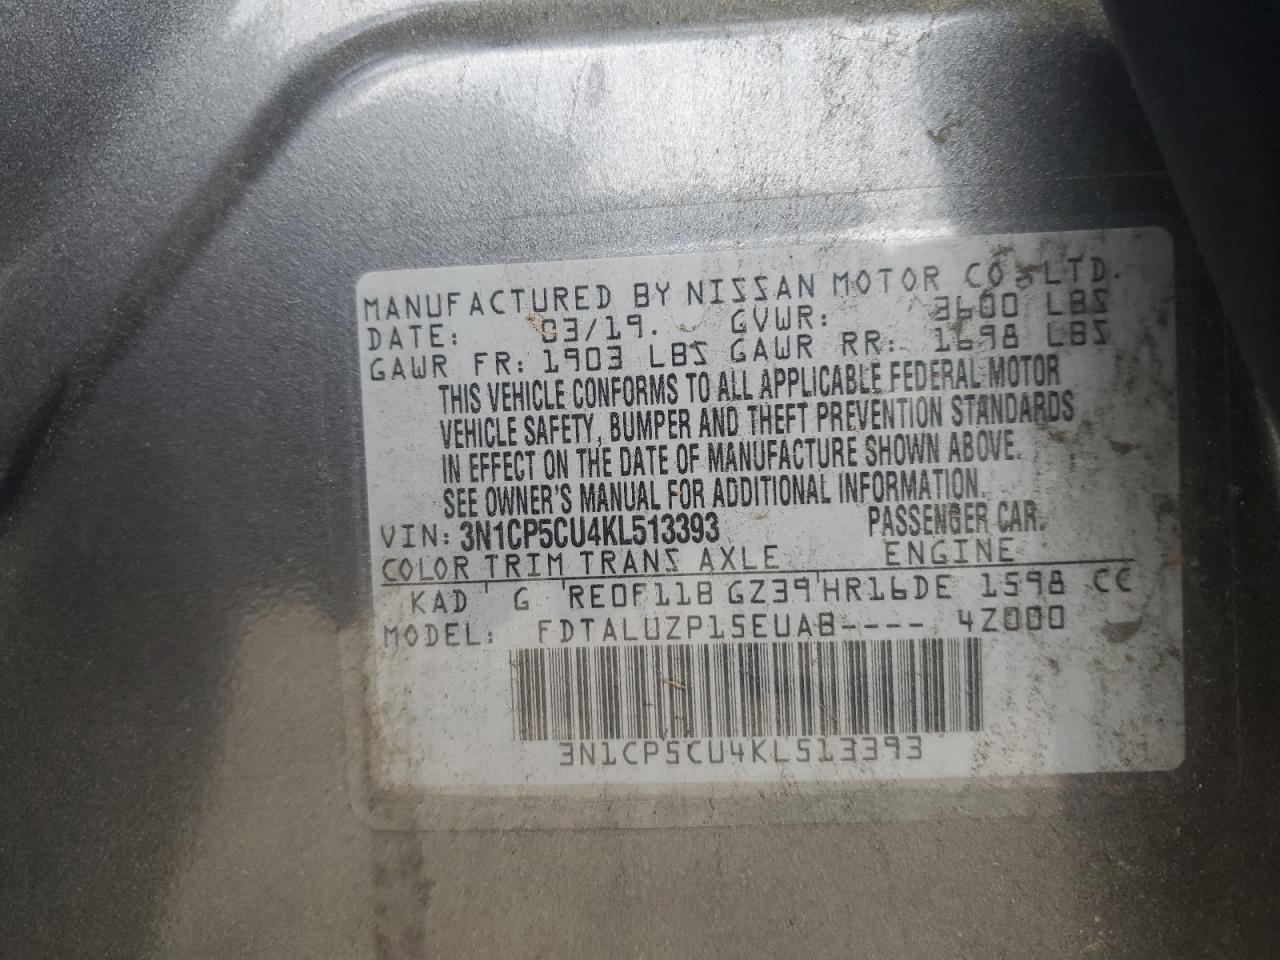 MANUFACTURED BY NISSAN MOTOR CO.,LTD.
DATE: 03/19. GVWR: 3600 LBS
GAWR FR: 1903 LBS GAWR RR: 1698 LBS
THIS VEHICLE CONFORMS TO ALL APPLICABLE FEDERAL MOTOR
VEHICLE SAFETY, BUMPER AND THEFT PREVENTION STANDARDS
IN EFFECT ON THE DATE OF MANUFACTURE SHOWN ABOVE.
SEE OWNER'S MANUAL FOR ADDITIONAL INFORMATION.
VIN: 3N1CP5CU4KL513393 PASSENGER CAR.
COLOR TRIM TRANS AXLE ENGINE
KAD ' G 'RE0F11B GZ39'HR16DE 1598 CC
MODEL: FDTALUZP15EUAB---- 4Z000
3N1CP5CU4KL513393